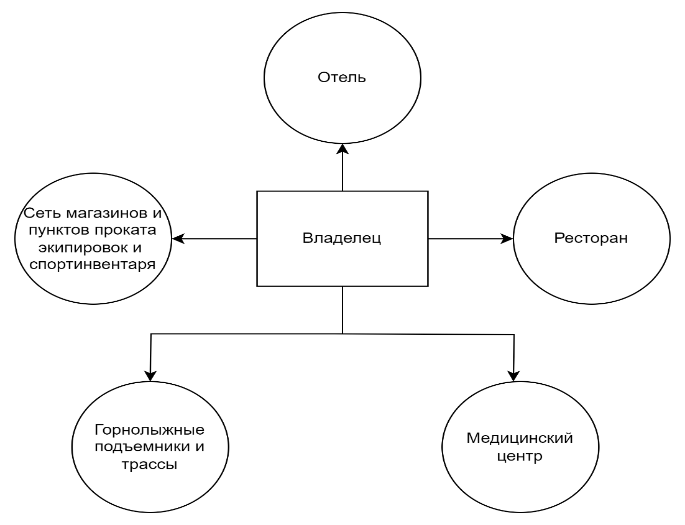 Отель
Сеть магазинов и
пунктов проката
экипировок и
спортинвентаря
Владелец
Ресторан
Горнолыжные
подъемники и
трассы
Медицинский
центр